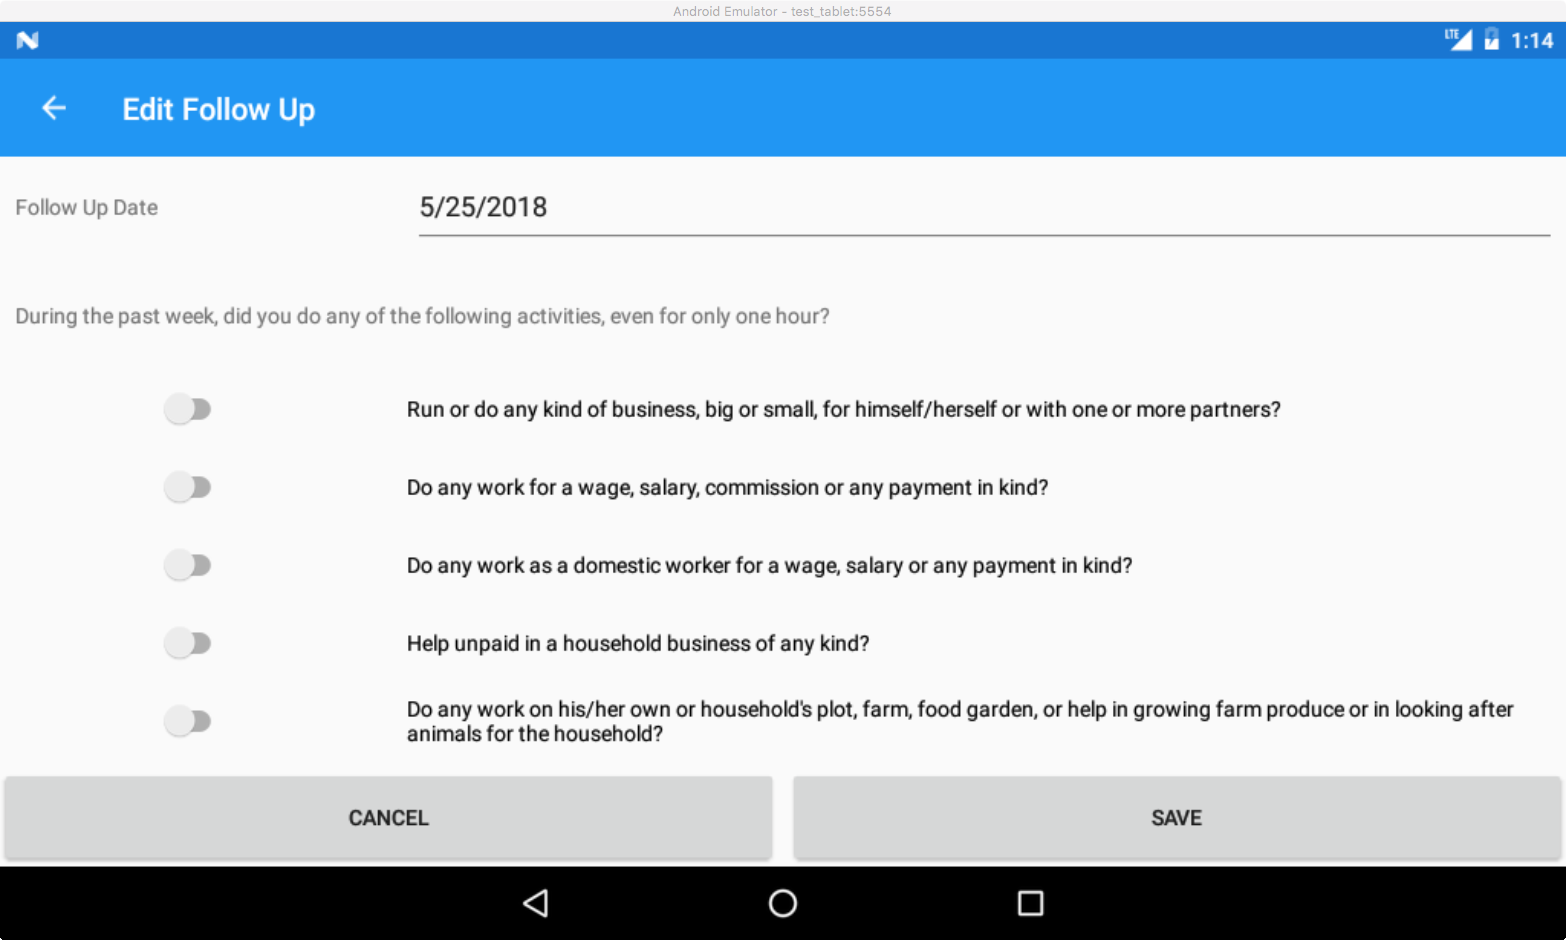 Android Emulator - test_tablet:5554
LTE 1:14
Edit Follow Up
Follow Up Date 5/25/2018
During the past week, did you do any of the following activities, even for only one hour?
Run or do any kind of business, big or small, for himself/herself or with one or more partners?
Do any work for a wage, salary, commission or any payment in kind?
Do any work as a domestic worker for a wage, salary or any payment in kind?
Help unpaid in a household business of any kind?
Do any work on his/her own or household's plot, farm, food garden, or help in growing farm produce or in looking after
animals for the household?
CANCEL SAVE